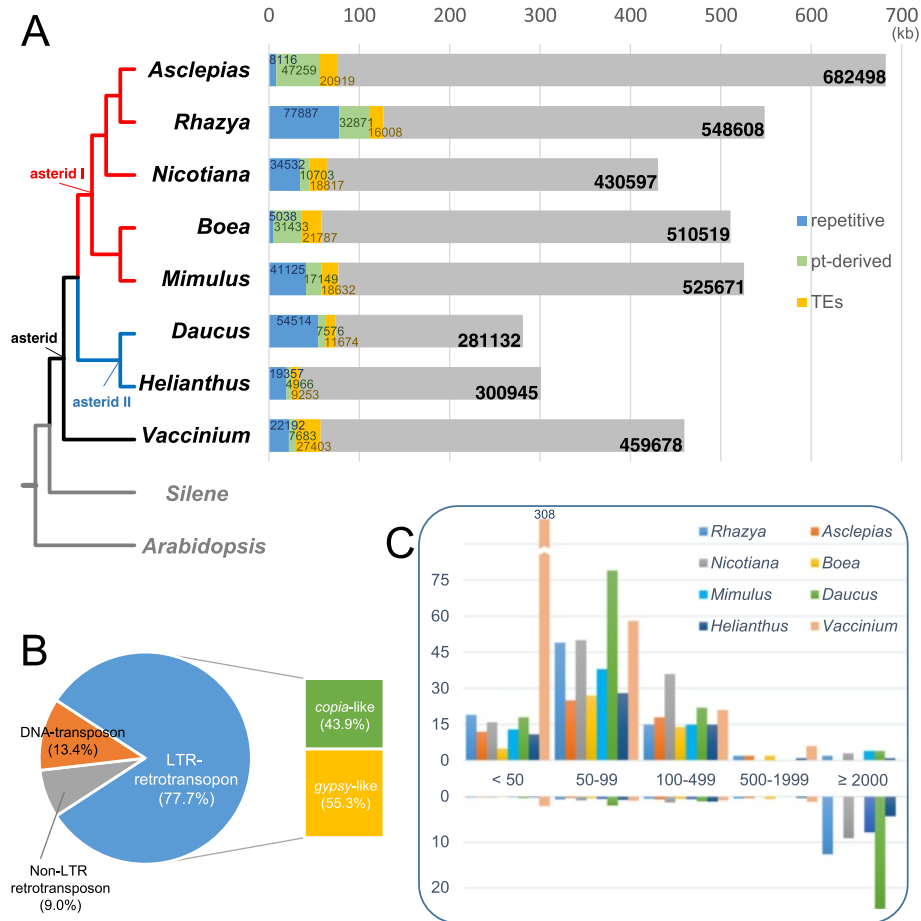 A
0 100 200 300 400 500 600 700
(kb)
Asclepias
8116
47259
20919
682498
Rhazya
77887
32871
16008
548608
asterid I
Nicotiana
34532
10703
18817
430597
Boea
5038
31433
21787
510519
repetitive
pt-derived
TEs
Mimulus
41125
17149
18632
525671
asterid
Daucus
54514
7576
11674
281132
asterid II
Helianthus
19357
4966
9253
300945
Vaccinium
22192
7683
27403
459678
Silene
Arabidopsis
B
DNA-transposon
(13.4%)
LTR-
retrotransopon
(77.7%)
Non-LTR
retrotransposon
(9.0%)
copia-like
(43.9%)
gypsy-like
(55.3%)
C
308
Rhazya Asclepias
Nicotiana Boea
Mimulus Daucus
Helianthus Vaccinium
75
60
45
30
15
0
< 50 50-99 100-499 500-1999 ≥ 2000
0
10
20